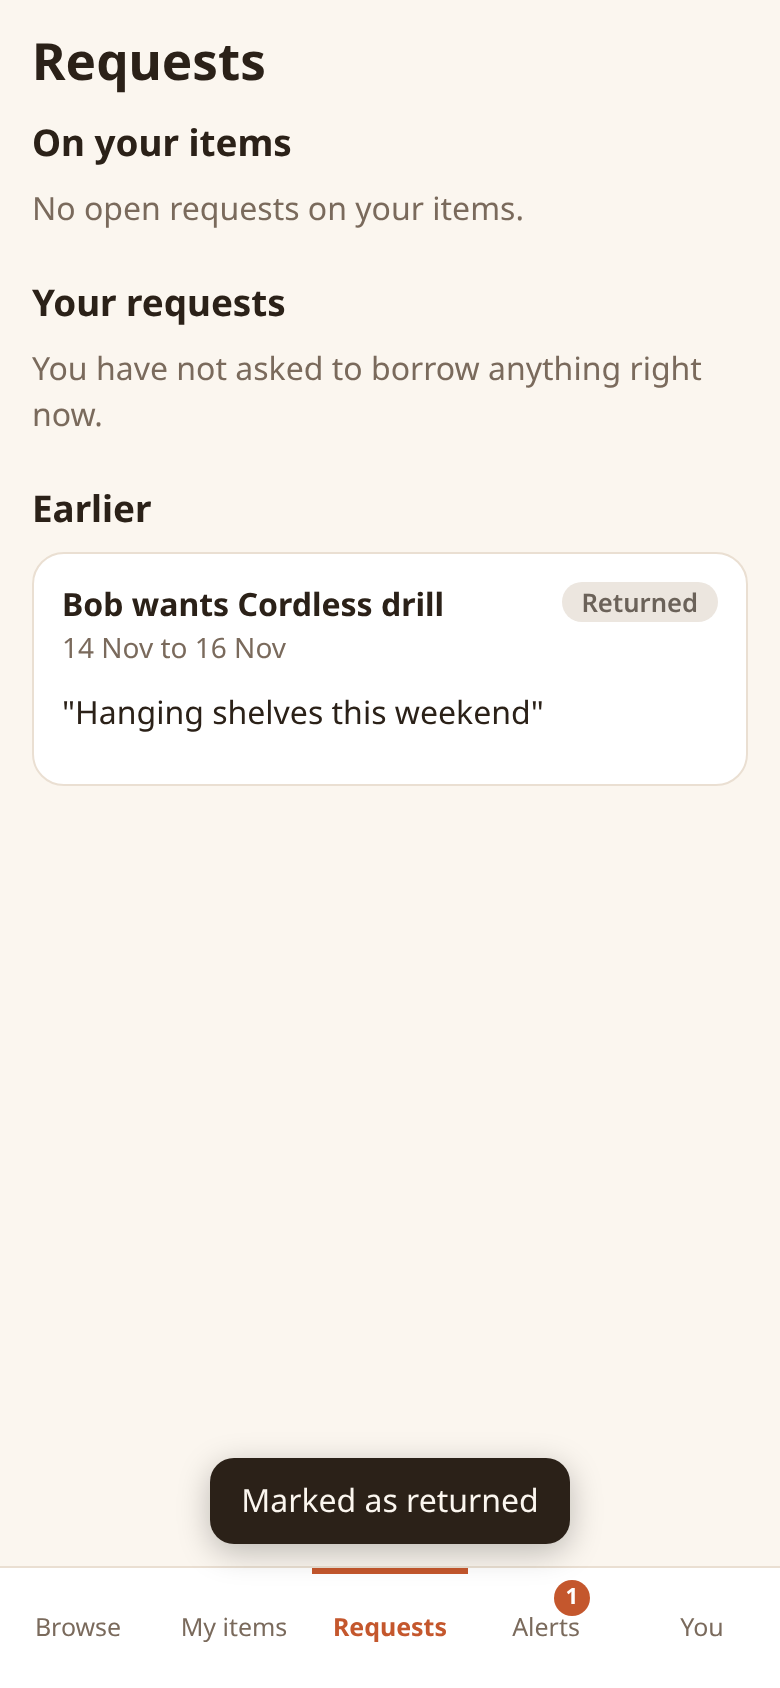 Requests
On your items
No open requests on your items.
Your requests
You have not asked to borrow anything right
now.
Earlier
Bob wants Cordless drill
Returned
14 Nov to 16 Nov
"Hanging shelves this weekend"
Marked as returned
1
Browse
My items
Requests
Alerts
You